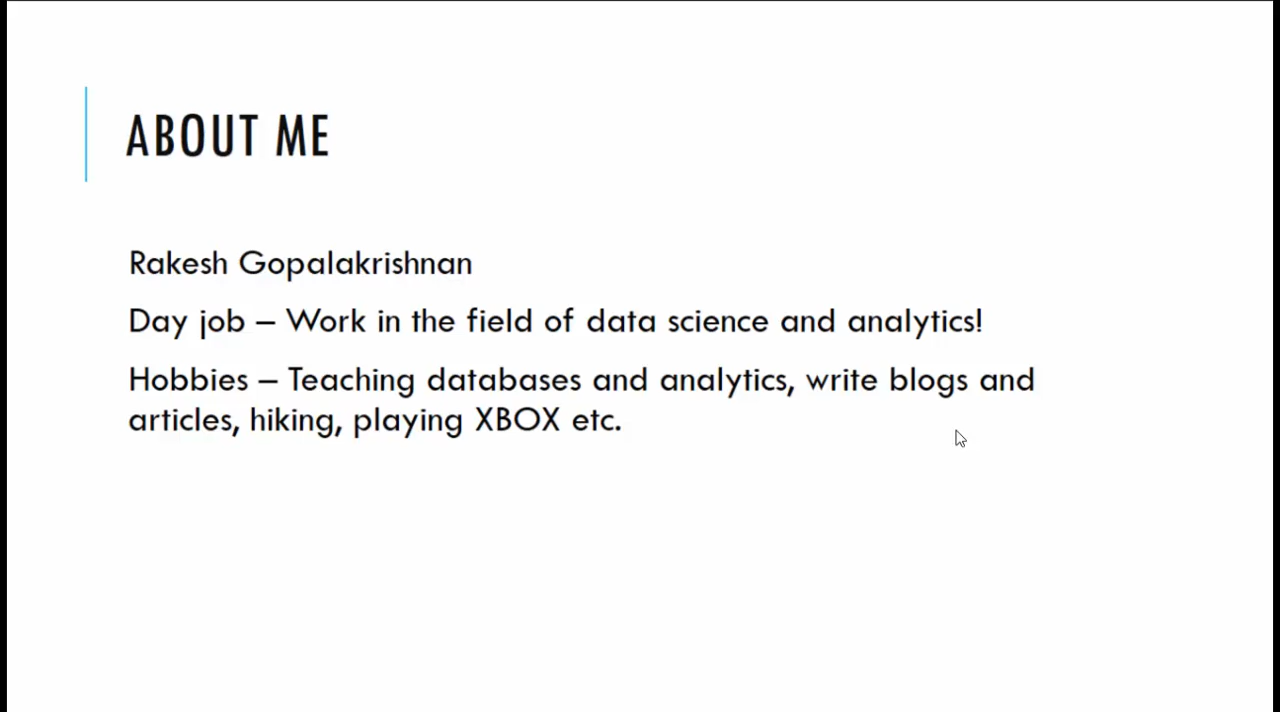 ABOUT ME
Rakesh Gopalakrishnan
Day job – Work in the field of data science and analytics!
Hobbies – Teaching databases and analytics, write blogs and
articles, hiking, playing XBOX etc.